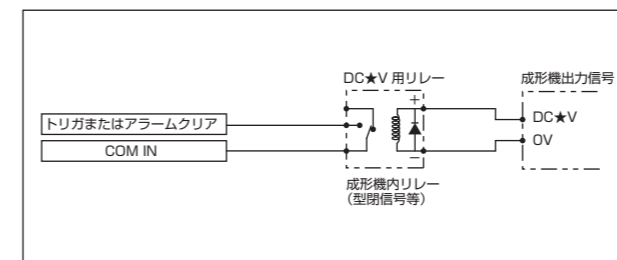 DC★V 用リレー
成形機出力信号
+
DC★V
トリガまたはアラームクリア
COM IN
0V
−
成形機内リレー
(型閉信号等)